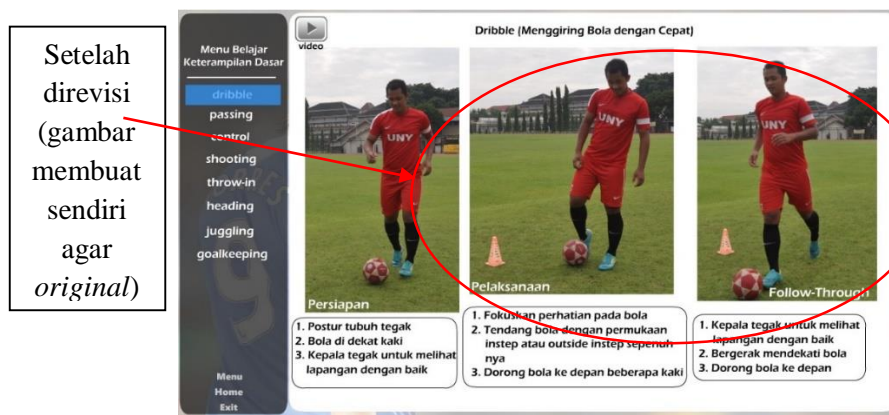 Setelah
direvisi
(gambar
membuat
sendiri
agar
original)
Menu Belajar
Keterampilan Dasar
dribble
passing
control
shooting
throw-in
heading
juggling
goalkeeping
Menu
Home
Exit
video
Dribble (Menggiring Bola dengan Cepat)
UNY
Persiapan
1. Postur tubuh tegak
2. Bola di dekat kaki
3. Kepala tegak untuk melihat
lapangan dengan baik
UNY
Pelaksanaan
1. Fokuskan perhatian pada bola
2. Tendang bola dengan permukaan
instep atau outside instep sepenuh
nya
3. Dorong bola ke depan beberapa kaki
UNY
Follow-Through
1. Kepala tegak untuk melihat
lapangan dengan baik
2. Bergerak mendekati bola
3. Dorong bola ke depan